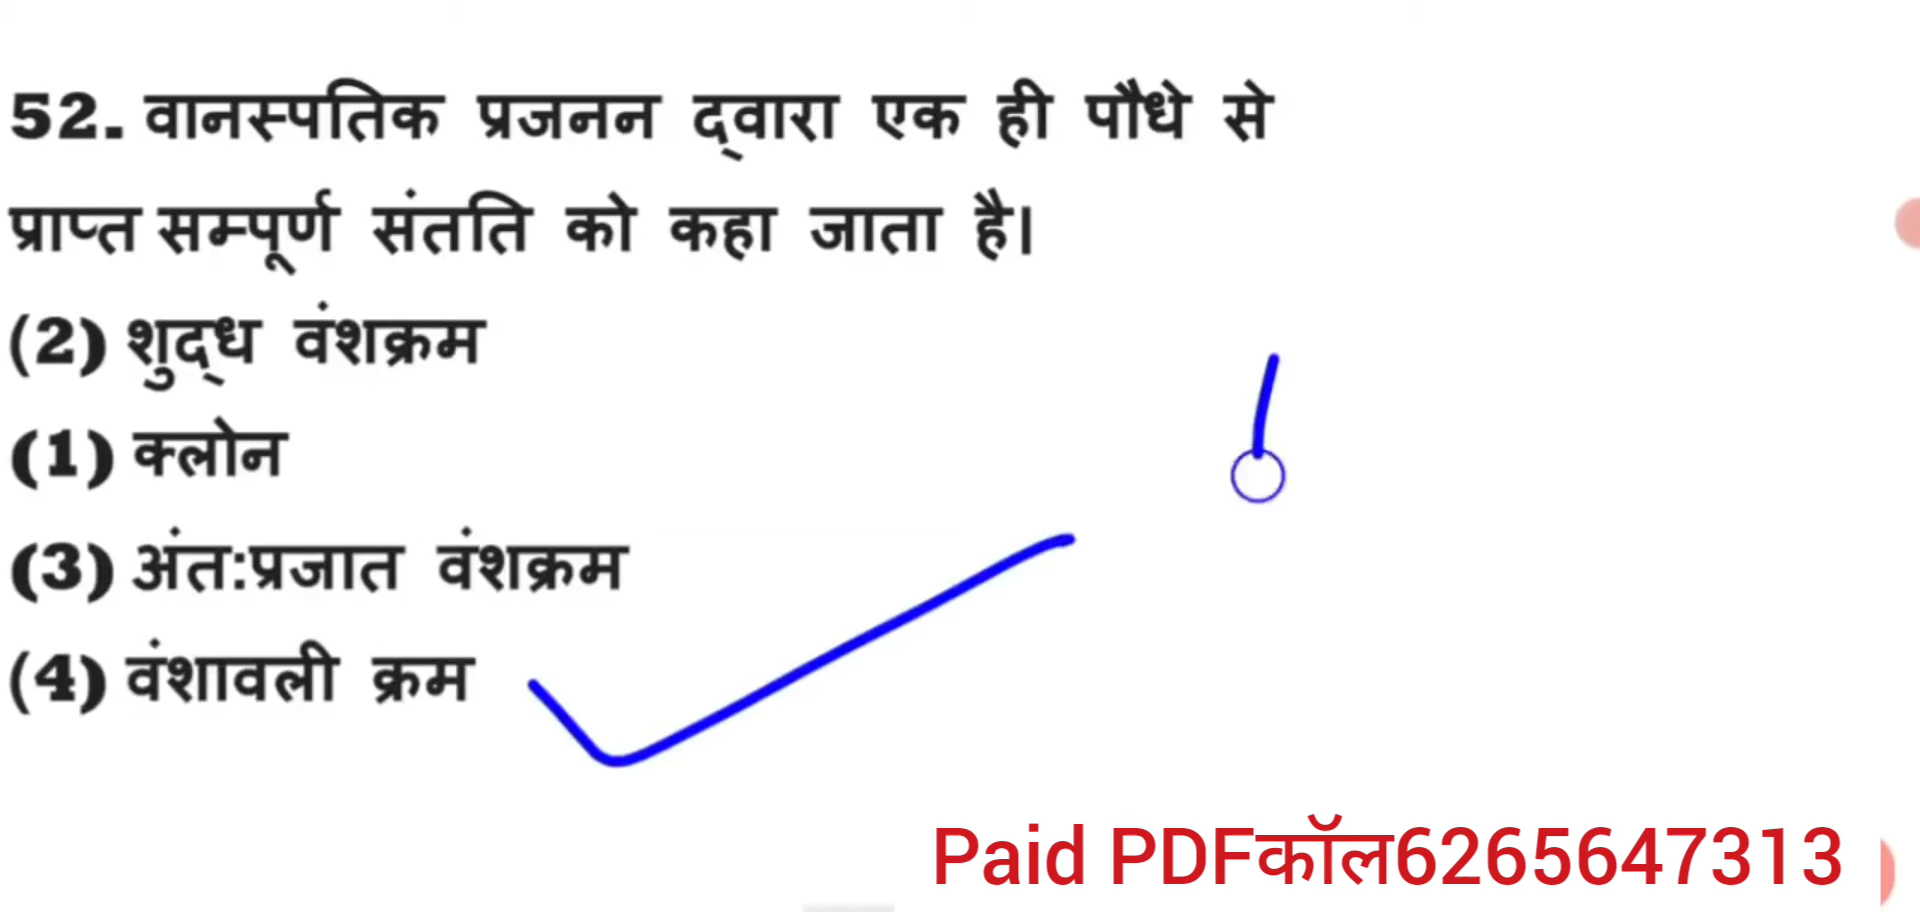 52. वानस्पतिक प्रजनन द्‌वारा एक ही पौधे से
प्राप्त सम्पूर्ण संतति को कहा जाता है।
(2) शुद्‌ध वंशक्रम
(1) क्लोन
(3) अंत:प्रजात वंशक्रम
(4) वंशावली क्रम
Paid PDFकॉल6265647313